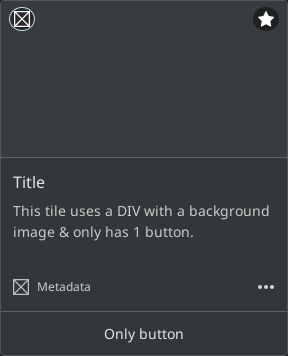 Title
This tile uses a DIV with a background
image & only has 1 button.
Metadata
Only button